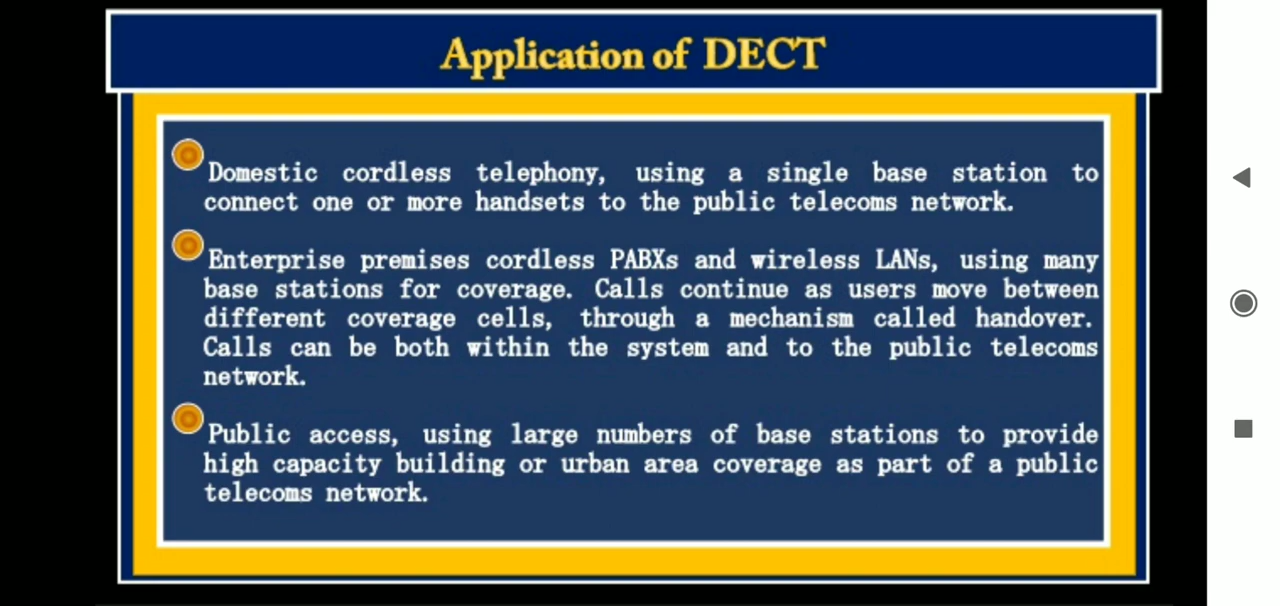 Application of DECT
Domestic cordless telephony, using a single base station to
connect one or more handsets to the public telecoms network.
Enterprise premises cordless PABXs and wireless LANs, using many
base stations for coverage. Calls continue as users move between
different coverage cells, through a mechanism called handover.
Calls can be both within the system and to the public telecoms
network.
Public access, using large numbers of base stations to provide
high capacity building or urban area coverage as part of a public
telecoms network.